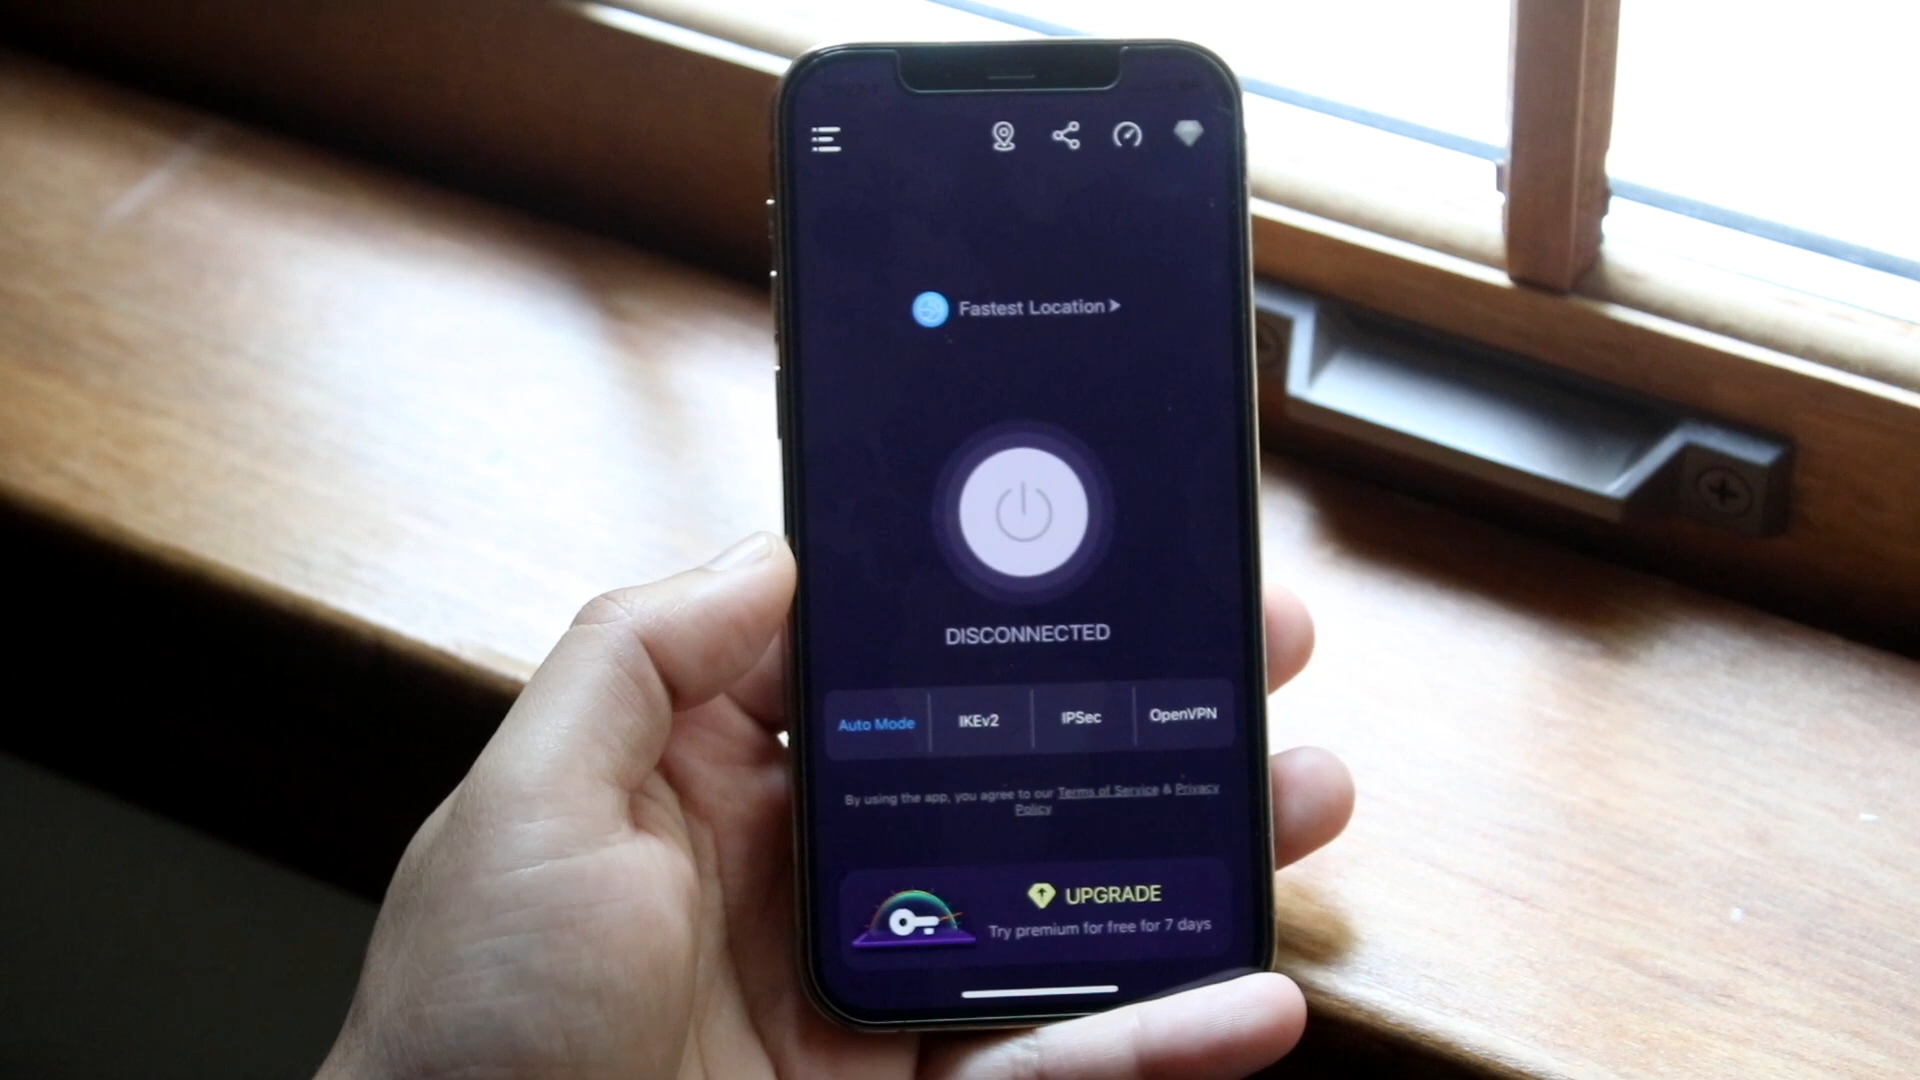 Fastest Location
DISCONNECTED
Auto Mode
IKEv2
IPSec
OpenVPN
By using the app, you agree to our Terms of Service & Privacy
Policy
UPGRADE
Try premium for free for 7 days